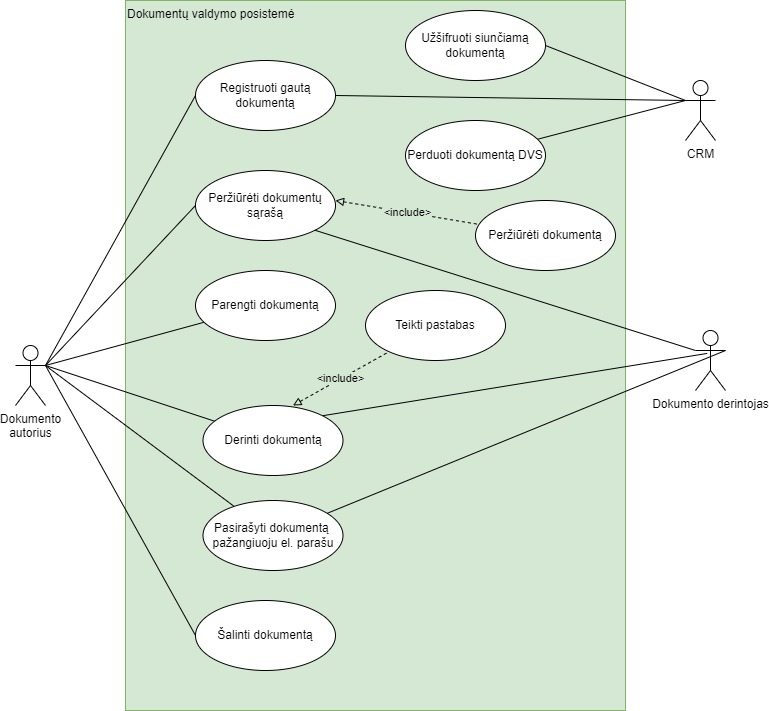 Dokumentų valdymo posistemė
Užšifruoti siunčiamą
dokumentą
Registruoti gautą
dokumentą
Perduoti dokumentą DVS
CRM
Peržiūrėti dokumentų
sąrašą
<include>
Peržiūrėti dokumentą
Parengti dokumentą
Teikti pastabas
<include>
Dokumento
autorius
Dokumento derintojas
Derinti dokumentą
Pasirašyti dokumentą
pažangiuoju el. parašu
Šalinti dokumentą